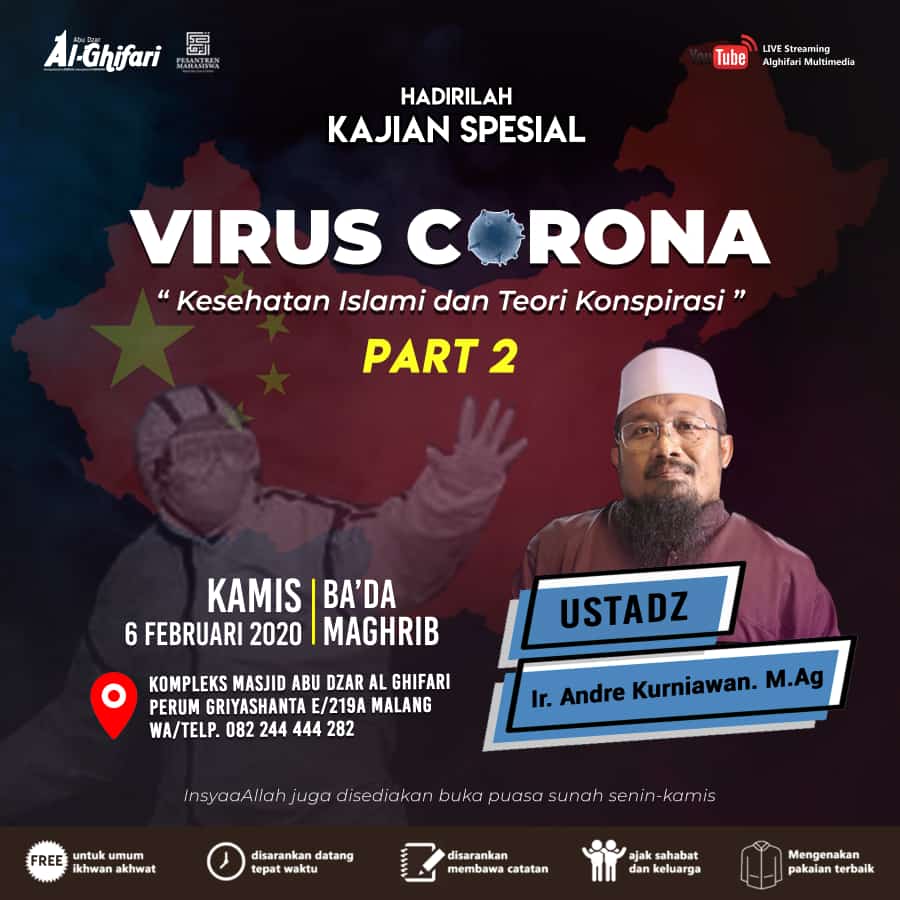 Abu Dzar
Al-Ghifari
PESANTREN
MAHASISWA
YouTube
LIVE Streaming
Alghifari Multimedia
HADIRILAH
KAJIAN SPESIAL
VIRUS CORONA
“ Kesehatan Islami dan Teori Konspirasi ”
PART 2
KAMIS
6 FEBRUARI 2020
BA'DA
MAGHRIB
KOMPLEKS MASJID ABU DZAR AL GHIFARI
PERUM GRIYASHANTA E/219A MALANG
WA/TELP. 082 244 444 282
USTADZ
Ir. Andre Kurniawan. M.Ag
InsyaaAllah juga disediakan buka puasa sunah senin-kamis
FREE
untuk umum
ikhwan akhwat
disarankan datang
tepat waktu
disarankan
membawa catatan
ajak sahabat
dan keluarga
Mengenakan
pakaian terbaik